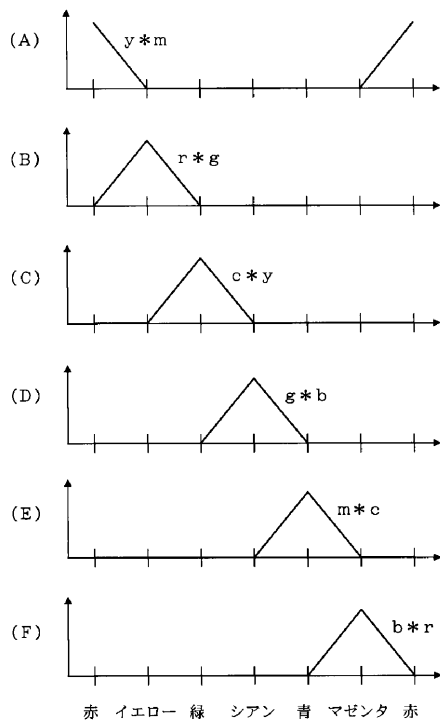 (A) y*m
(B) r*g
(C) c*y
(D) g*b
(E) m*c
(F) b*r
赤 イエロー 緑 シアン 青 マゼンタ 赤